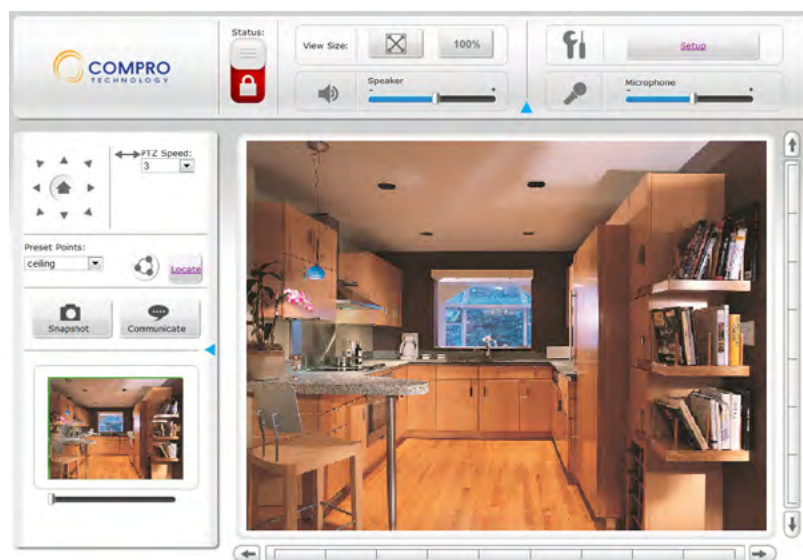 COMPRO
TECHNOLOGY
Status:
View Size:
100%
Setup
Speaker
- +
Microphone
- +
PTZ Speed:
3
Preset Points:
ceiling
Locate
Snapshot
Communicate